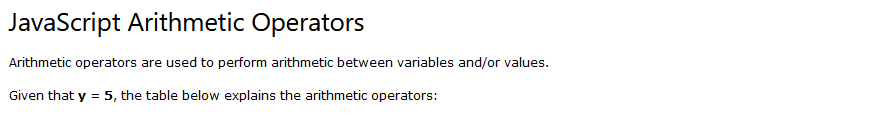 JavaScript Arithmetic Operators
Arithmetic operators are used to perform arithmetic between variables and/or values.
Given that y = 5, the table below explains the arithmetic operators: